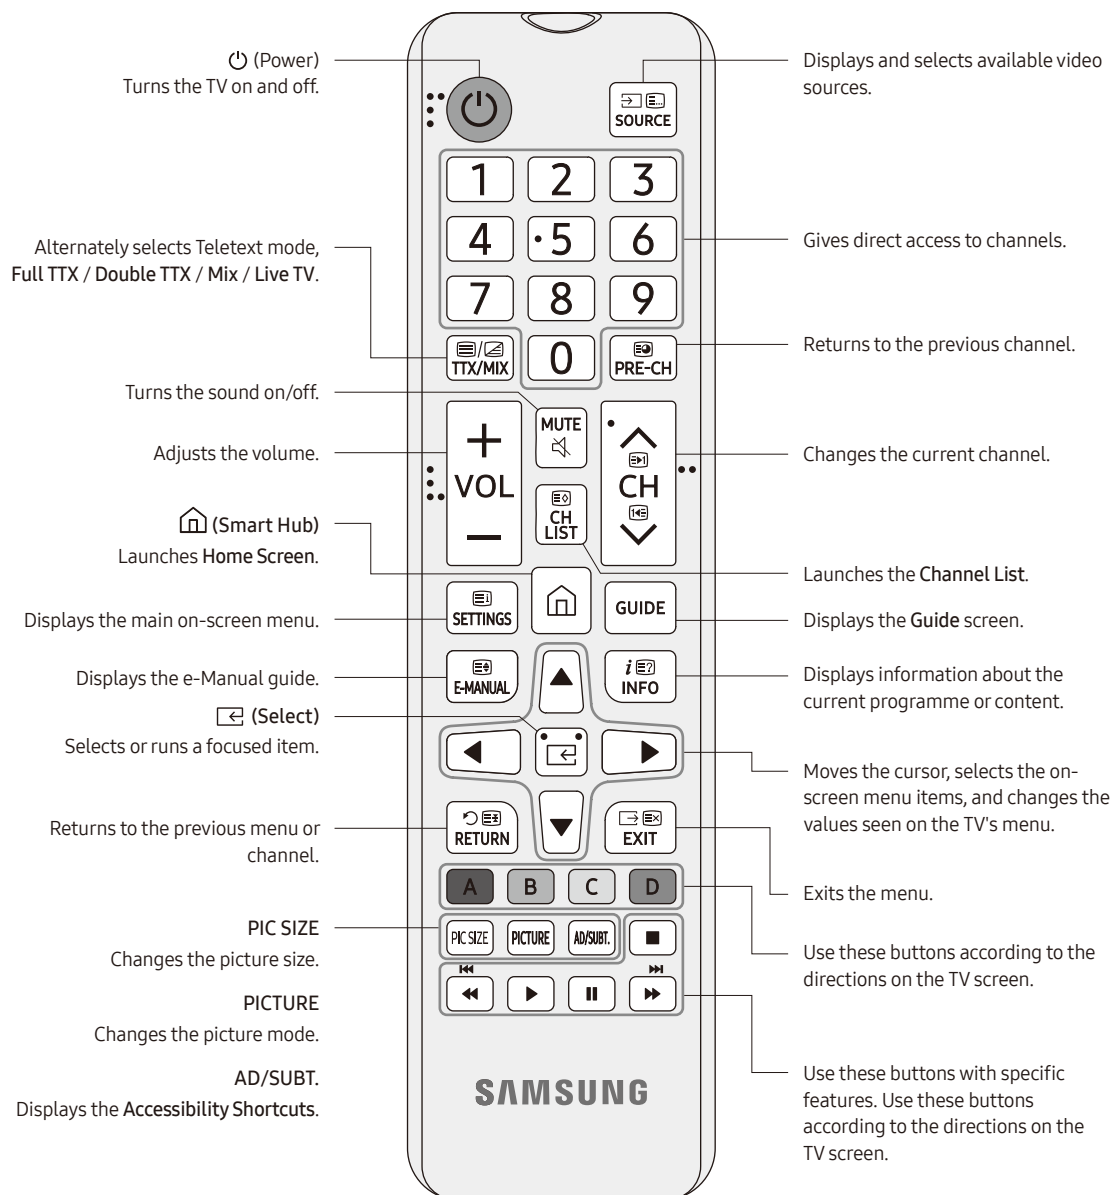 (Power)
Turns the TV on and off.
Alternately selects Teletext mode,
Full TTX / Double TTX / Mix / Live TV.
Turns the sound on/off.
Adjusts the volume.
(Smart Hub)
Launches Home Screen.
Displays the main on-screen menu.
Displays the e-Manual guide.
(Select)
Selects or runs a focused item.
Returns to the previous menu or
channel.
PIC SIZE
Changes the picture size.
PICTURE
Changes the picture mode.
AD/SUBT.
Displays the Accessibility Shortcuts.
SOURCE
1 2 3
4 5 6
7 8 9
TTX/MIX 0 PRE-CH
MUTE
VOL
CH
CH
LIST
SETTINGS
GUIDE
E-MANUAL
i ?
INFO
RETURN
EXIT
A B C D
PIC SIZE PICTURE AD/SUBT.
SAMSUNG
Displays and selects available video
sources.
Gives direct access to channels.
Returns to the previous channel.
Changes the current channel.
Launches the Channel List.
Displays the Guide screen.
Displays information about the
current programme or content.
Moves the cursor, selects the on-
screen menu items, and changes the
values seen on the TV's menu.
Exits the menu.
Use these buttons according to the
directions on the TV screen.
Use these buttons with specific
features. Use these buttons
according to the directions on the
TV screen.